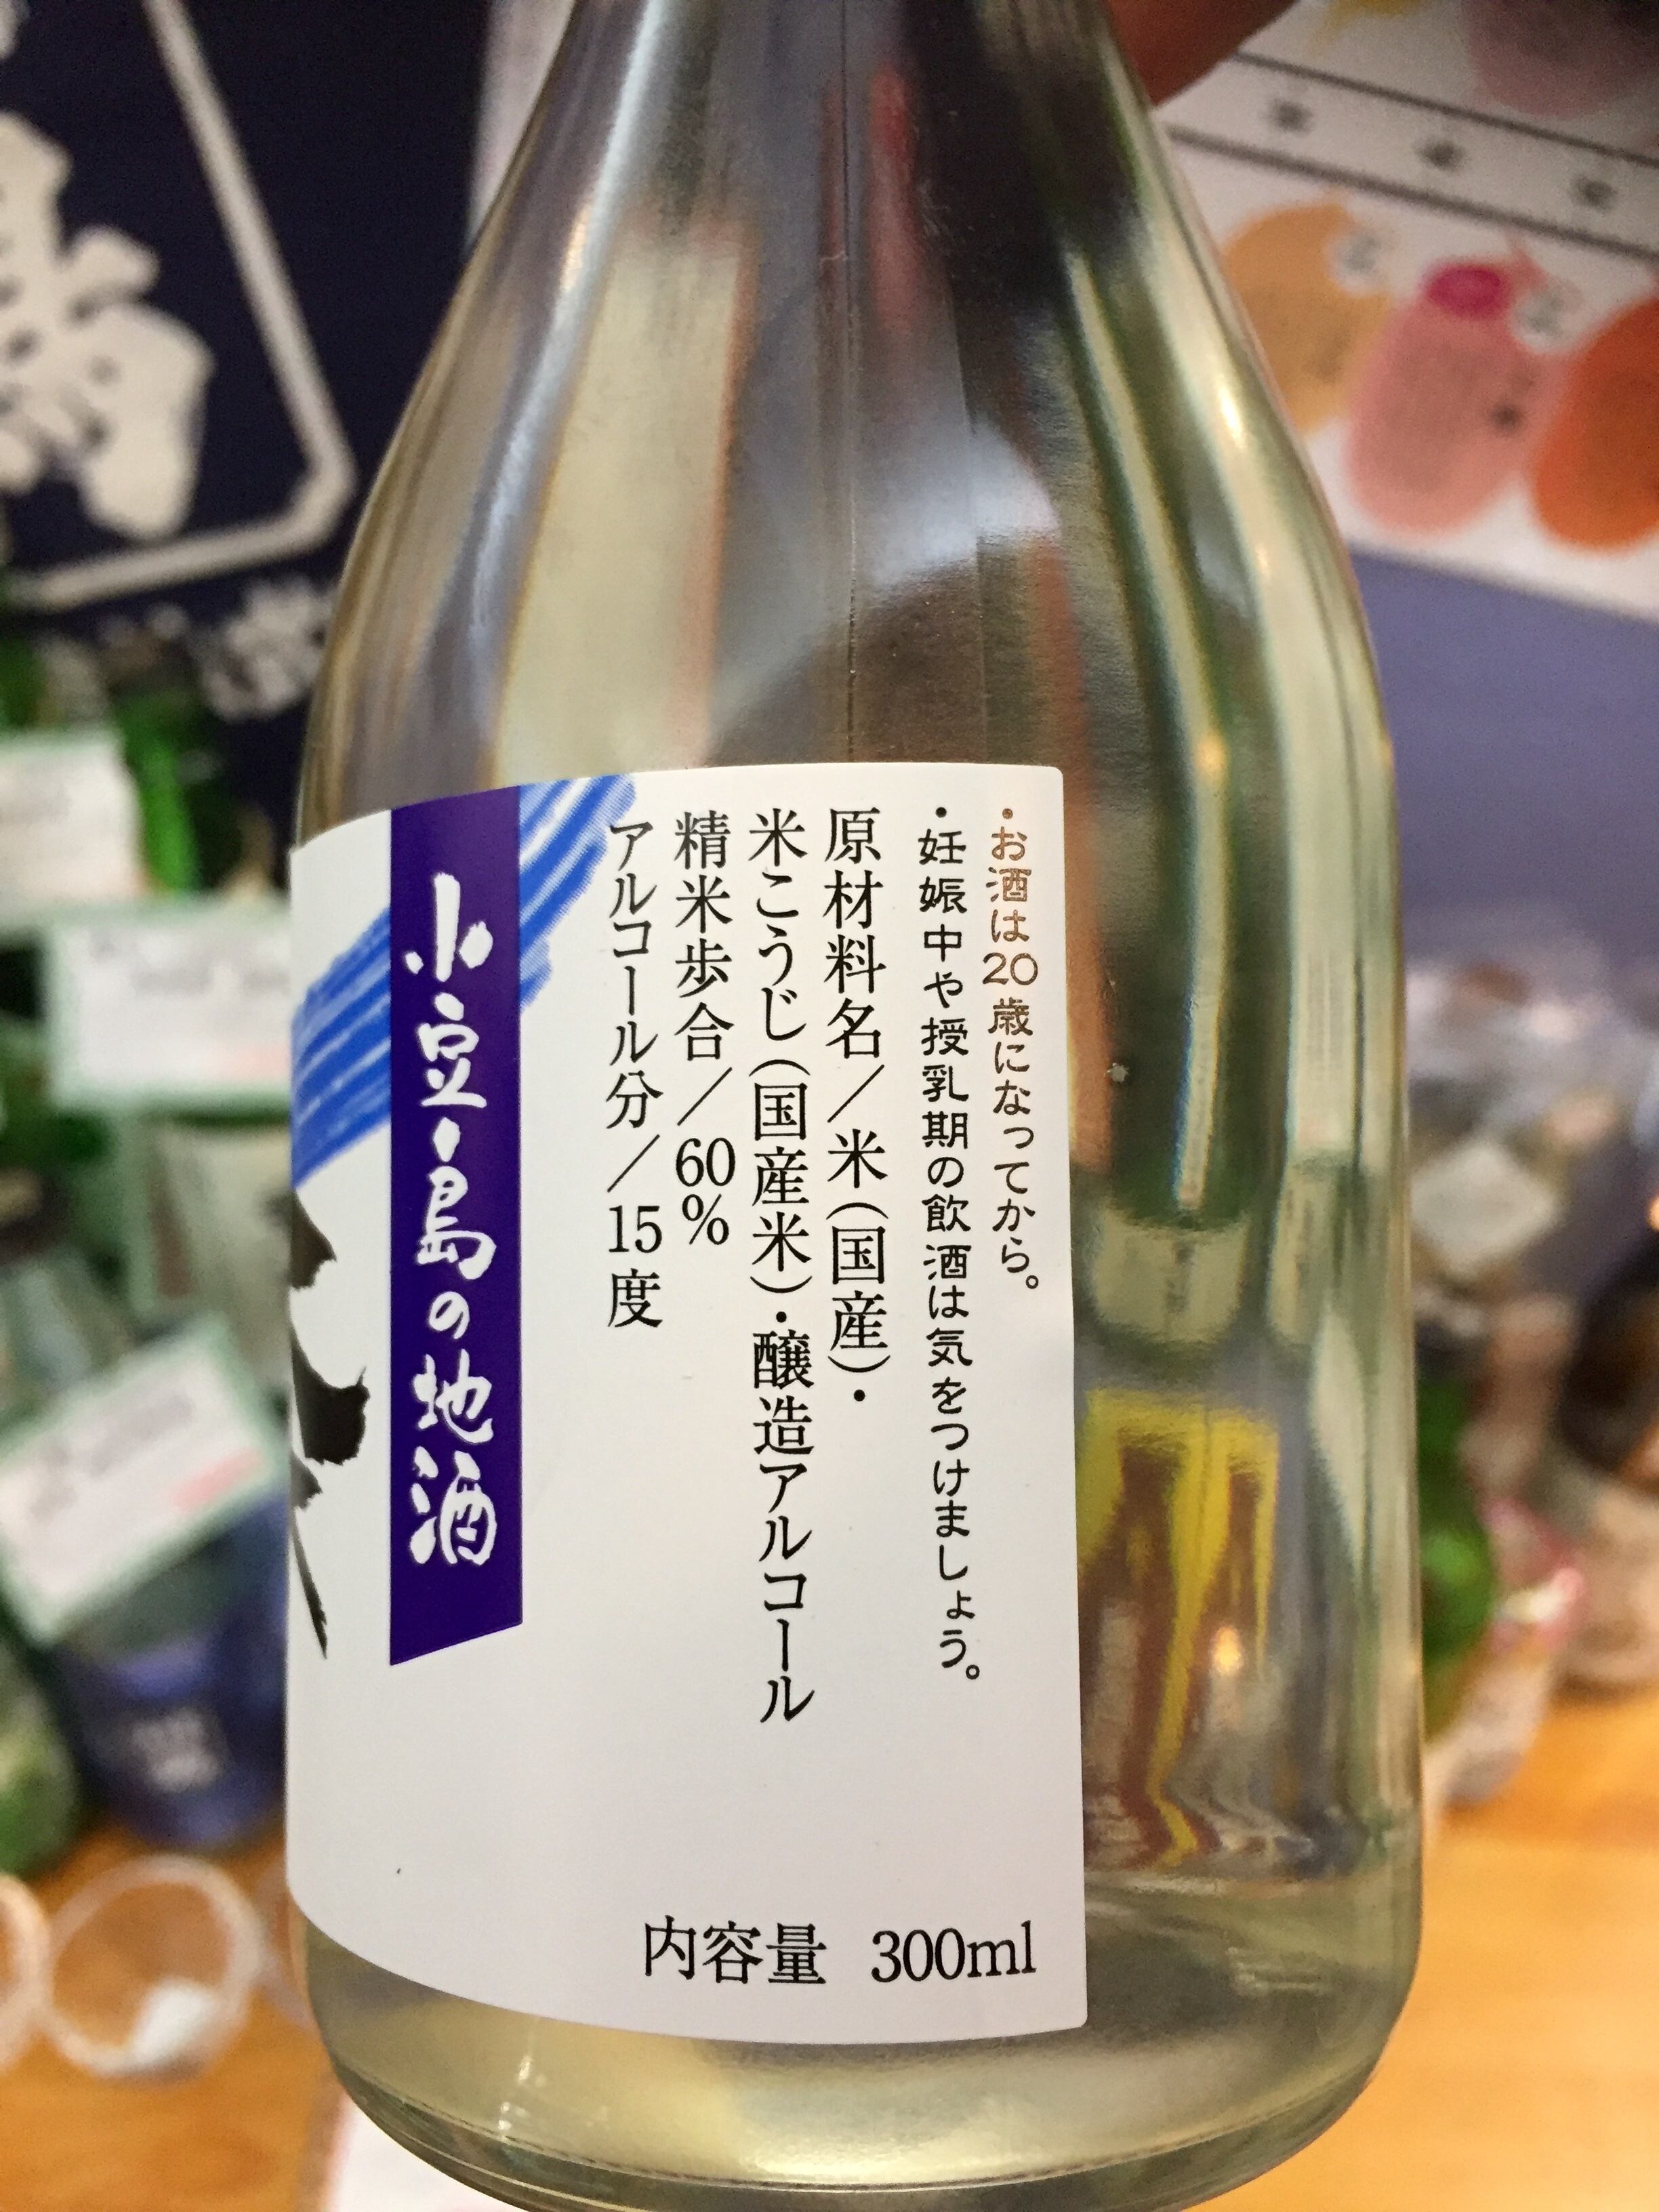 ・お酒は20歳になってから。
・妊娠中や授乳期の飲酒は気をつけましょう。
原材料名／米（国産）・
米こうじ（国産米）・醸造アルコール
精米歩合／60％
アルコール分／15度
小豆島の地酒
内容量 300ml